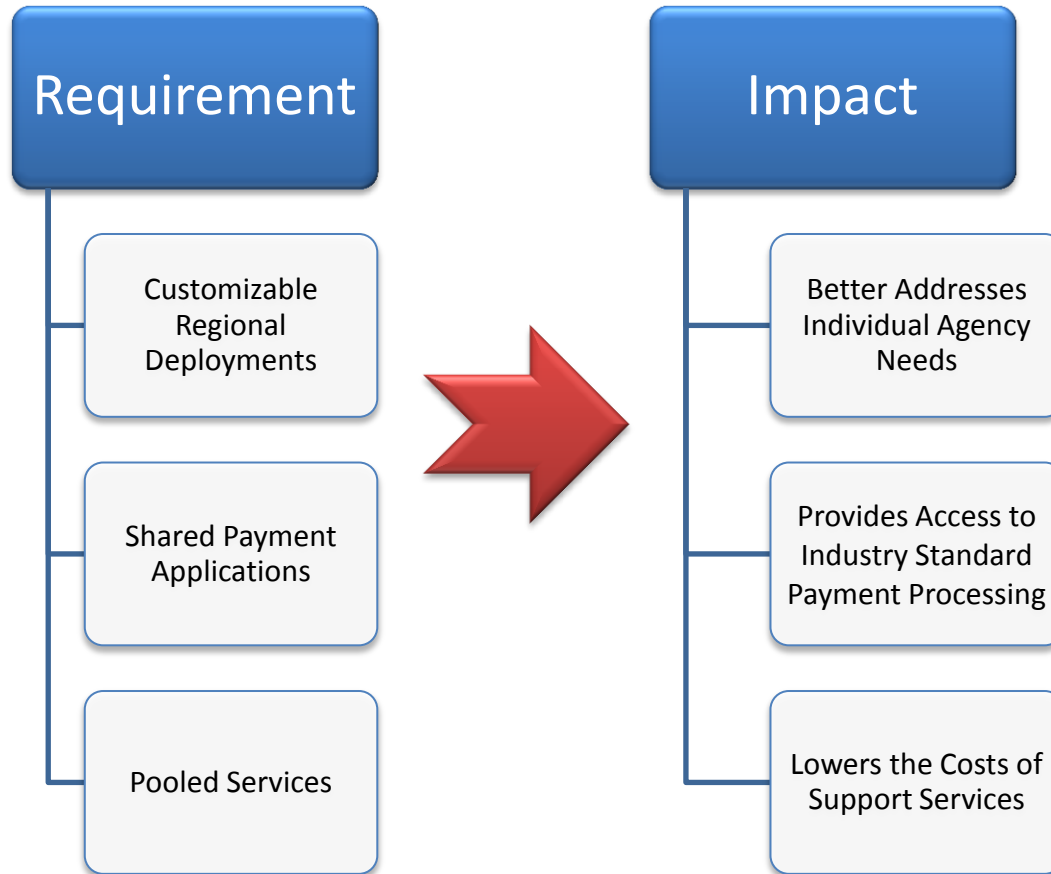 Requirement
Customizable
Regional
Deployments
Shared Payment
Applications
Pooled Services
Impact
Better Addresses
Individual Agency
Needs
Provides Access to
Industry Standard
Payment Processing
Lowers the Costs of
Support Services